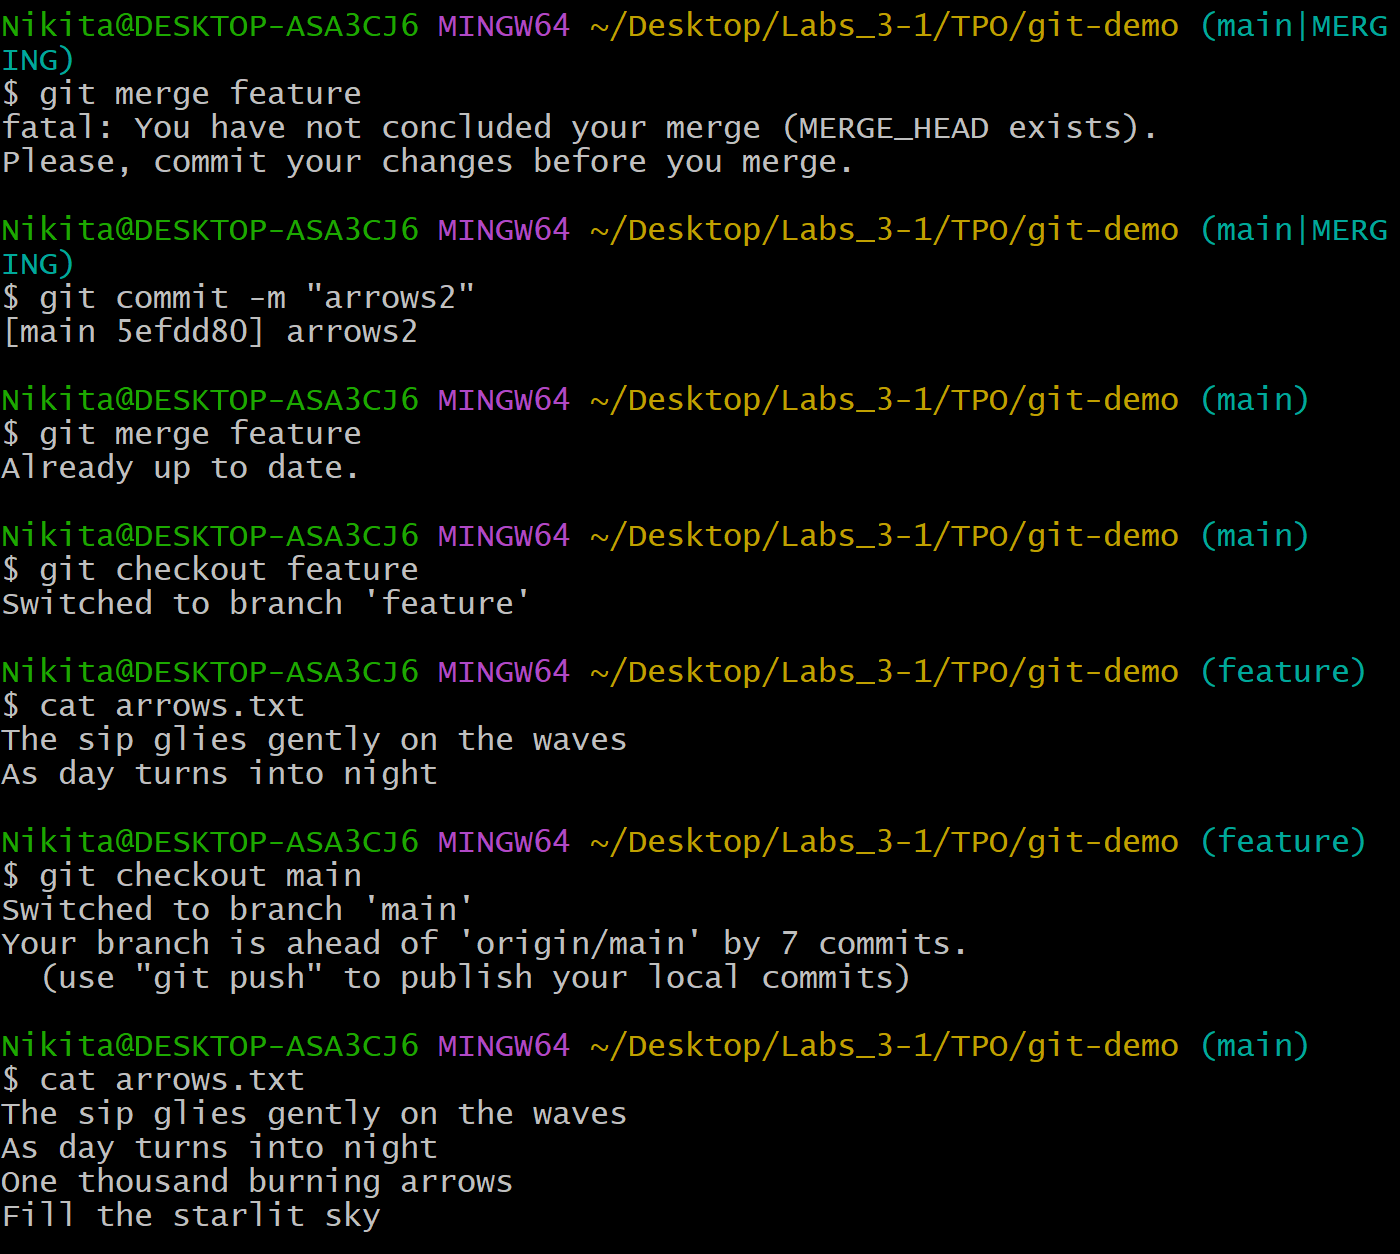 Nikita@DESKTOP-ASA3CJ6 MINGW64 ~/Desktop/Labs_3-1/TPO/git-demo (main|MERG
ING)
$ git merge feature
fatal: You have not concluded your merge (MERGE_HEAD exists).
Please, commit your changes before you merge.
Nikita@DESKTOP-ASA3CJ6 MINGW64 ~/Desktop/Labs_3-1/TPO/git-demo (main|MERG
ING)
$ git commit -m "arrows2"
[main 5efdd80] arrows2
Nikita@DESKTOP-ASA3CJ6 MINGW64 ~/Desktop/Labs_3-1/TPO/git-demo (main)
$ git merge feature
Already up to date.
Nikita@DESKTOP-ASA3CJ6 MINGW64 ~/Desktop/Labs_3-1/TPO/git-demo (main)
$ git checkout feature
Switched to branch 'feature'
Nikita@DESKTOP-ASA3CJ6 MINGW64 ~/Desktop/Labs_3-1/TPO/git-demo (feature)
$ cat arrows.txt
The sip glies gently on the waves
As day turns into night
Nikita@DESKTOP-ASA3CJ6 MINGW64 ~/Desktop/Labs_3-1/TPO/git-demo (feature)
$ git checkout main
Switched to branch 'main'
Your branch is ahead of 'origin/main' by 7 commits.
  (use "git push" to publish your local commits)
Nikita@DESKTOP-ASA3CJ6 MINGW64 ~/Desktop/Labs_3-1/TPO/git-demo (main)
$ cat arrows.txt
The sip glies gently on the waves
As day turns into night
One thousand burning arrows
Fill the starlit sky